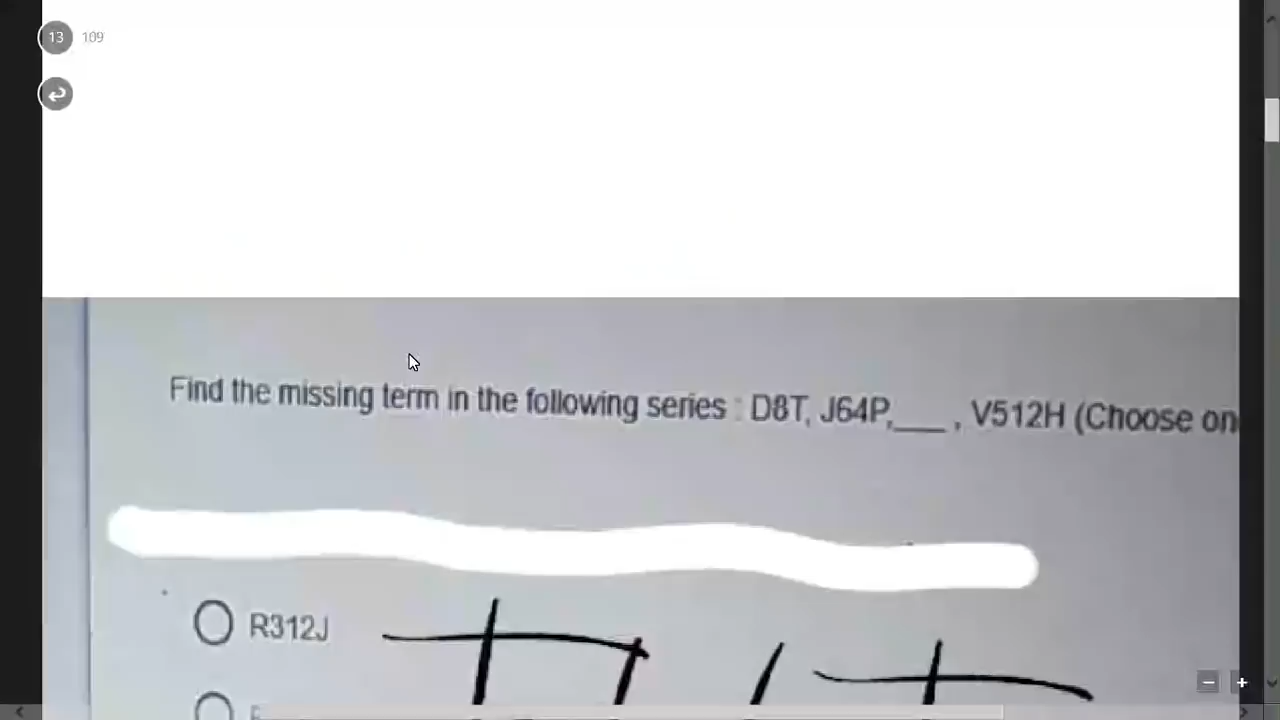 13 109
Find the missing term in the following series : D8T, J64P,___ , V512H (Choose on
R312J